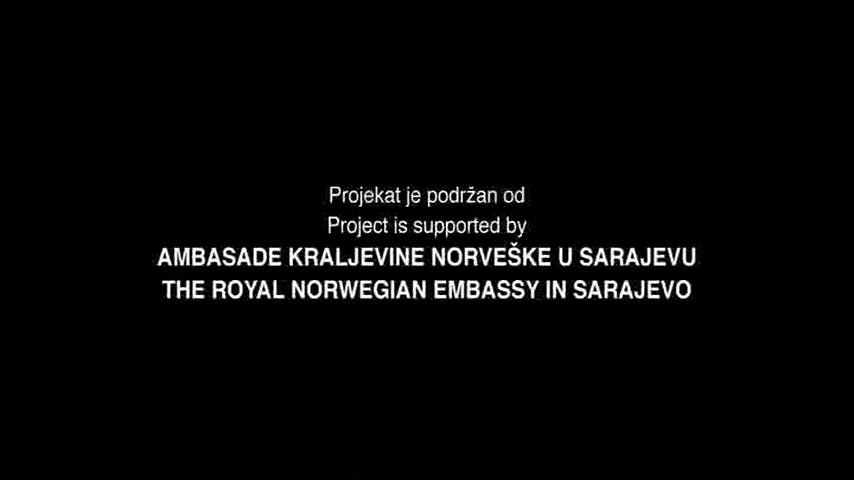 Projekat je podržan od
Project is supported by
AMBASADE KRALJEVINE NORVEŠKE U SARAJEVU
THE ROYAL NORWEGIAN EMBASSY IN SARAJEVO